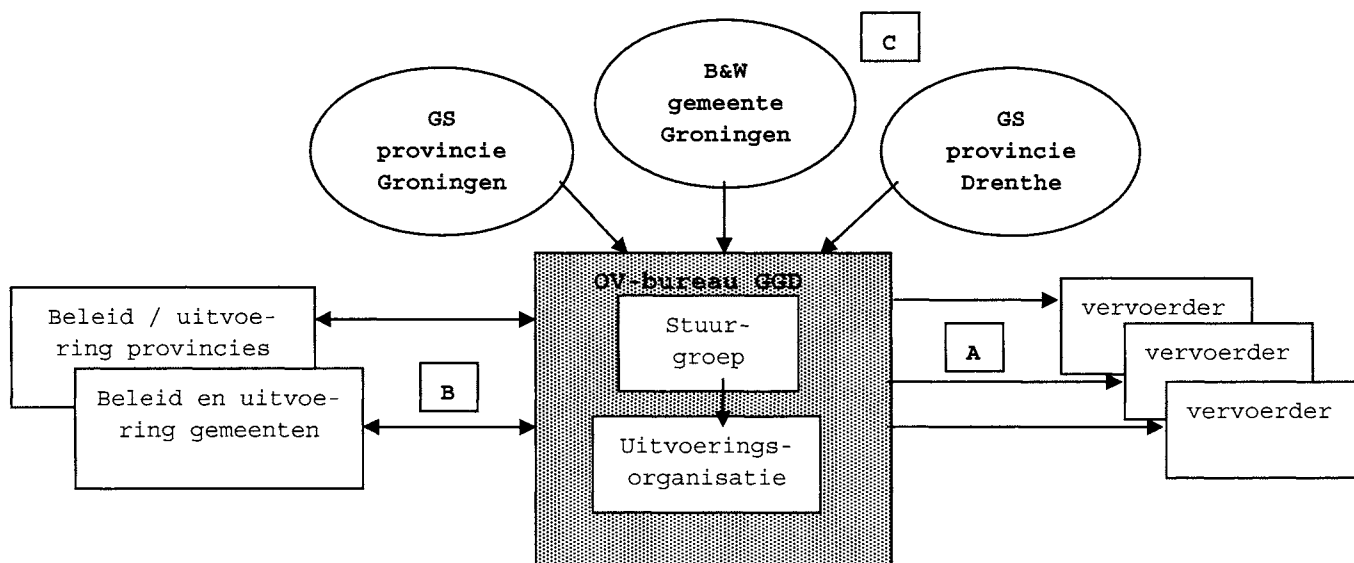 C
B&W
gemeente
Groningen
GS
provincie
Groningen
GS
provincie
Drenthe
OV-bureau GGD
Beleid / uitvoe-
ring provincies
Beleid en uitvoe-
ring gemeenten
B
Stuur-
groep
Uitvoerings-
organisatie
A
vervoerder
vervoerder
vervoerder